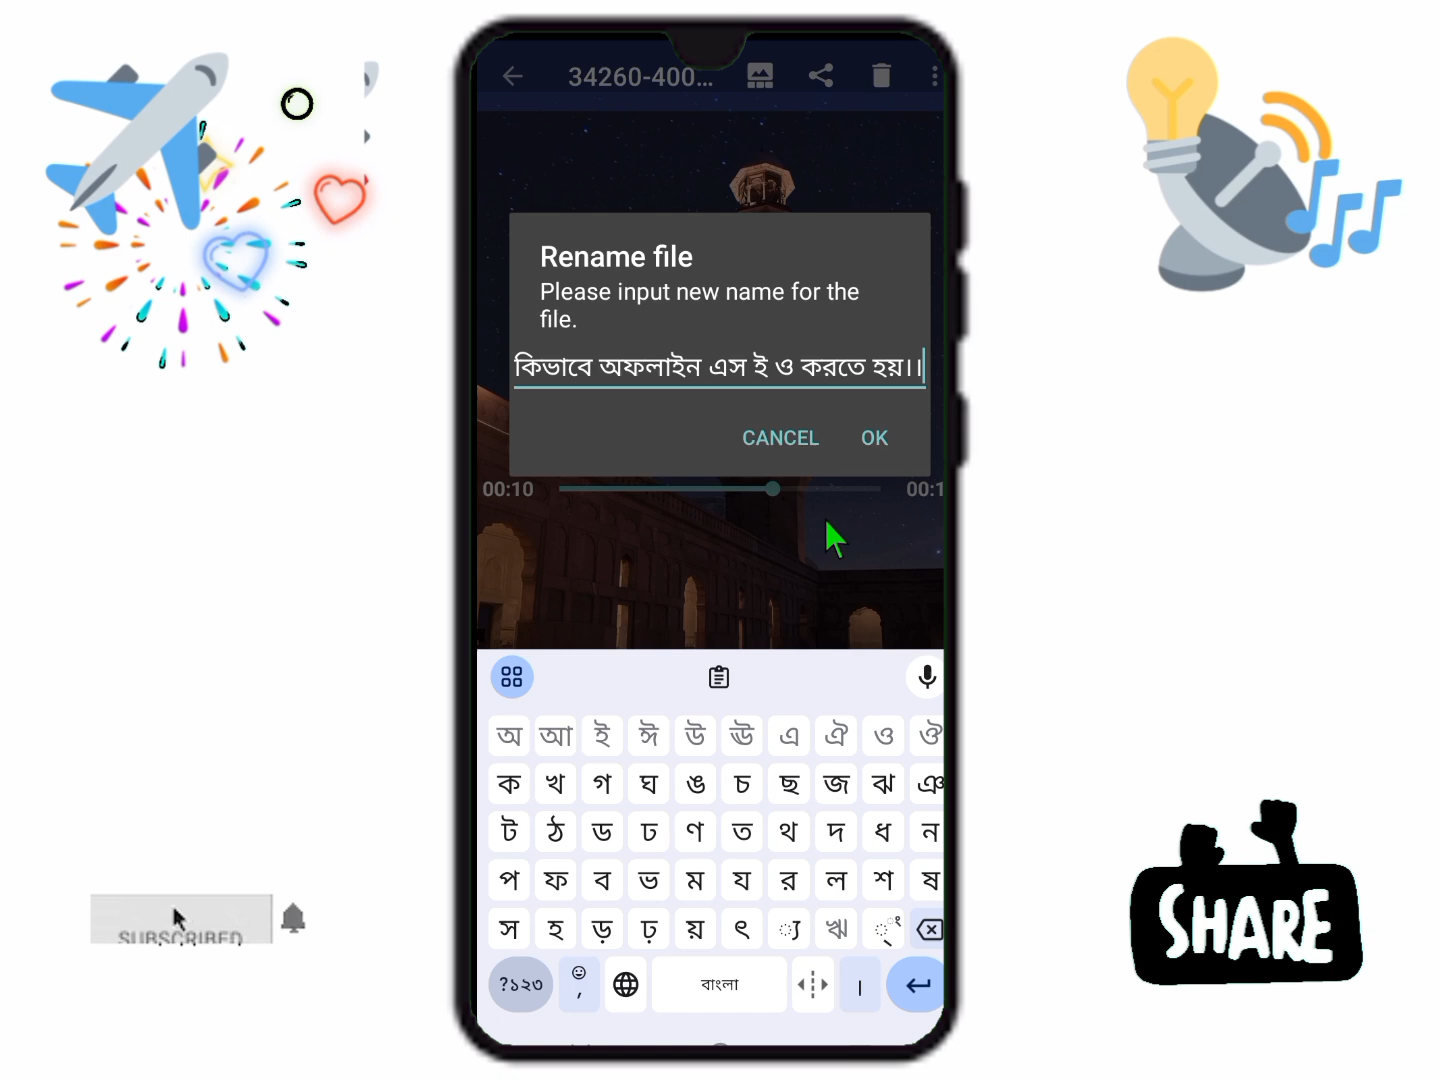 34260-400...
Rename file
Please input new name for the
file.
কিভাবে অফলাইন এস ই ও করতে হয়।।
CANCEL OK
00:10 00:1
অ আ ই ঈ উ ঊ এ ঐ ও ঔ
ক খ গ ঘ ঙ চ ছ জ ঝ ঞ
ট ঠ ড ঢ ণ ত থ দ ধ ন
প ফ ব ভ ম য র ল শ ষ
স হ ড় ঢ় য় ৎ ্য ঋ ্ং
?১২৩ , বাংলা ।
SUBSCRIBED
SHARE